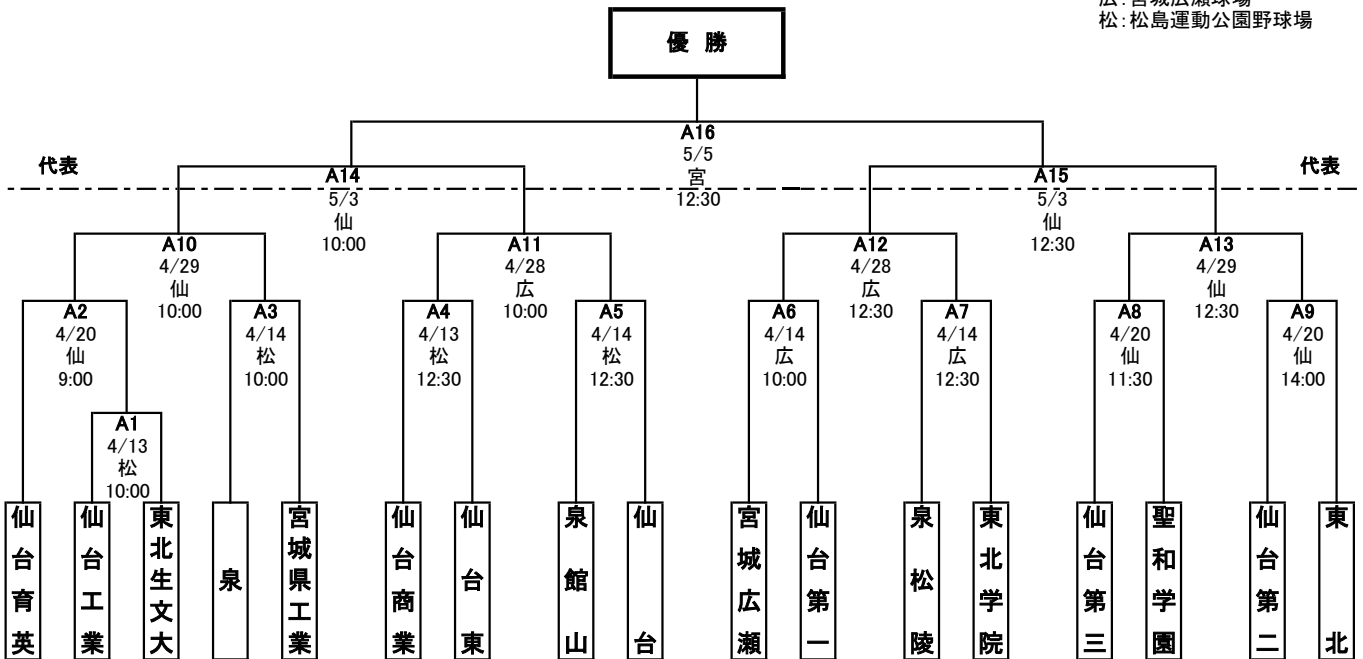 広:宮城広瀬球場
松:松島運動公園野球場
優 勝
A16
5/5
宮
12:30
代表
代表
A14
5/3
仙
10:00
A15
5/3
仙
12:30
A10
4/29
仙
10:00
A11
4/28
広
10:00
A12
4/28
広
12:30
A13
4/29
仙
12:30
A2
4/20
仙
9:00
A3
4/14
松
10:00
A4
4/13
松
12:30
A5
4/14
松
12:30
A6
4/14
広
10:00
A7
4/14
広
12:30
A8
4/20
仙
11:30
A9
4/20
仙
14:00
A1
4/13
松
10:00
仙台育英
仙台工業
東北生文大
泉
宮城県工業
仙台商業
仙台東
泉館山
仙台
宮城広瀬
仙台第一
泉松陵
東北学院
仙台第三
聖和学園
仙台第二
東北